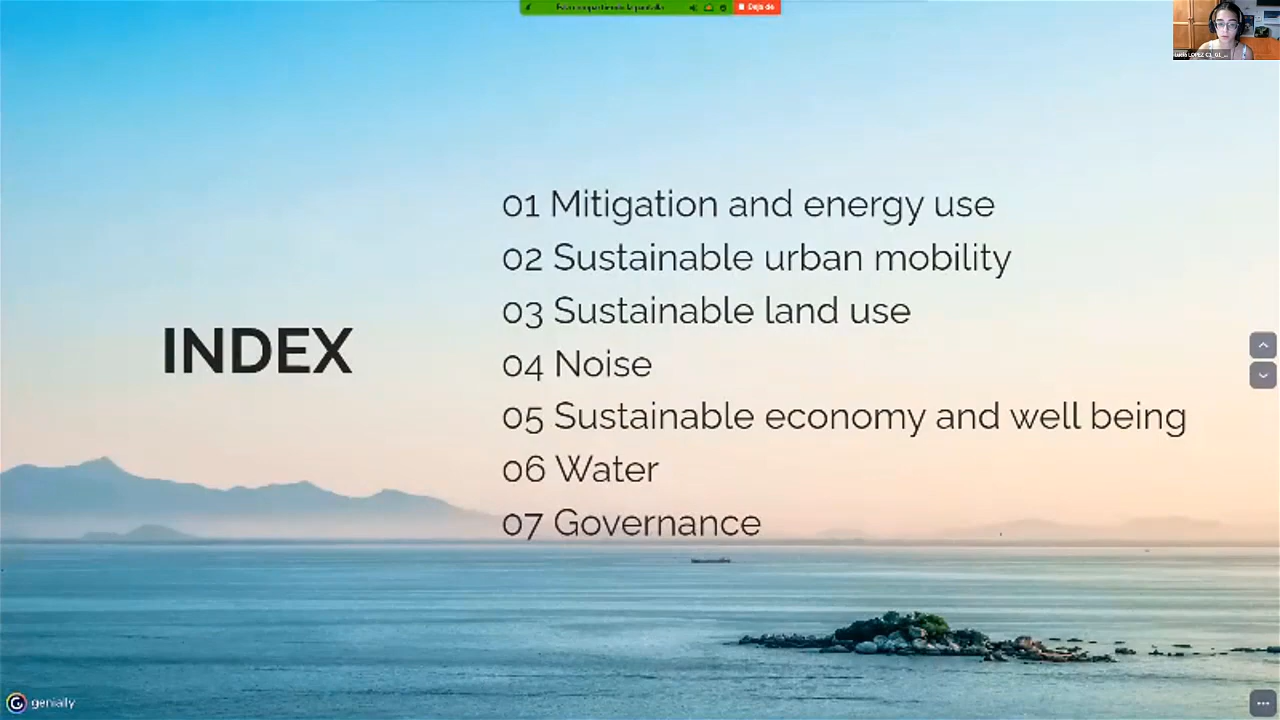 INDEX
01 Mitigation and energy use
02 Sustainable urban mobility
03 Sustainable land use
04 Noise
05 Sustainable economy and well being
06 Water
07 Governance
genially